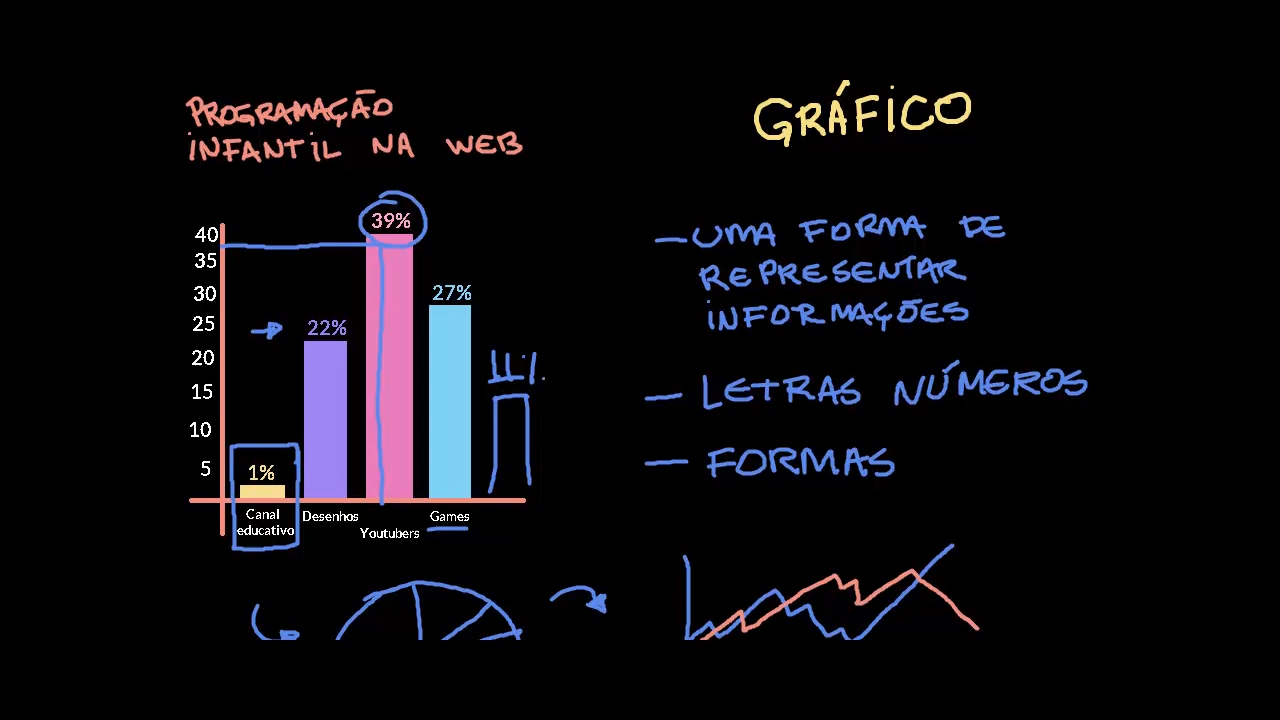 PROGRAMAÇÃO
INFANTIL NA WEB
40
35
30
25
20
15
10
5
1%
22%
39%
27%
11%.
Canal
educativo
Desenhos
Youtubers
Games
GRÁFICO
– UMA FORMA DE
REPRESENTAR
INFORMAÇÕES
– LETRAS NÚMEROS
– FORMAS